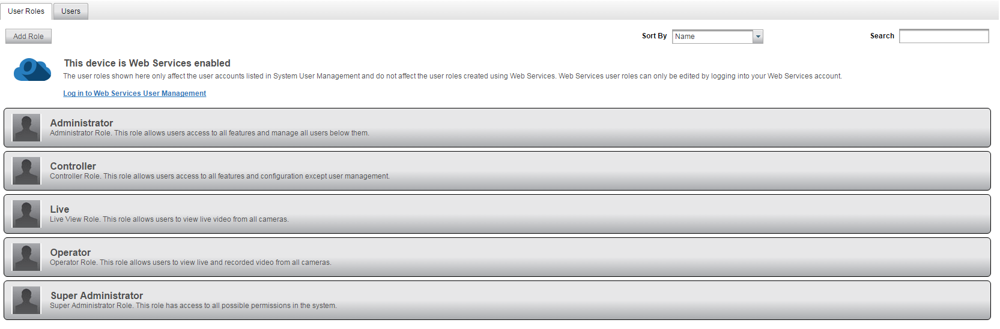 User Roles Users
Add Role Sort By Name Search
This device is Web Services enabled
The user roles shown here only affect the user accounts listed in System User Management and do not affect the user roles created using Web Services. Web Services user roles can only be edited by logging into your Web Services account.
Log in to Web Services User Management
Administrator
Administrator Role. This role allows users access to all features and manage all users below them.
Controller
Controller Role. This role allows users access to all features and configuration except user management.
Live
Live View Role. This role allows users to view live video from all cameras.
Operator
Operator Role. This role allows users to view live and recorded video from all cameras.
Super Administrator
Super Administrator Role. This role has access to all possible permissions in the system.